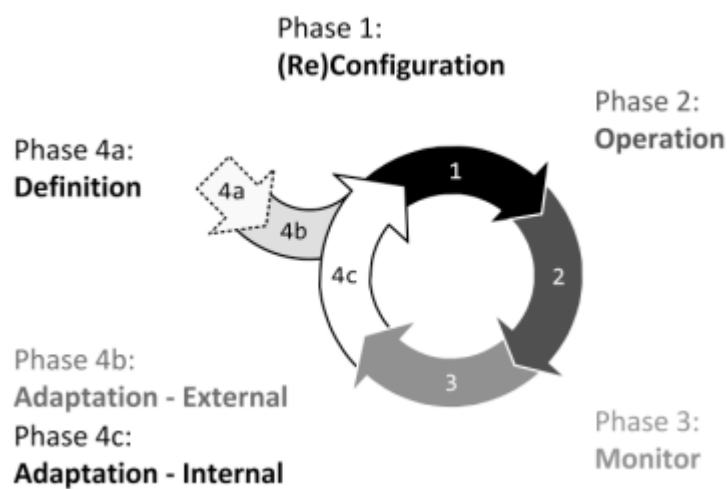 Phase 1:
(Re)Configuration
Phase 2:
Operation
Phase 4a:
Definition
1
4a
4b
4c
2
3
Phase 4b:
Adaptation - External
Phase 4c:
Adaptation - Internal
Phase 3:
Monitor